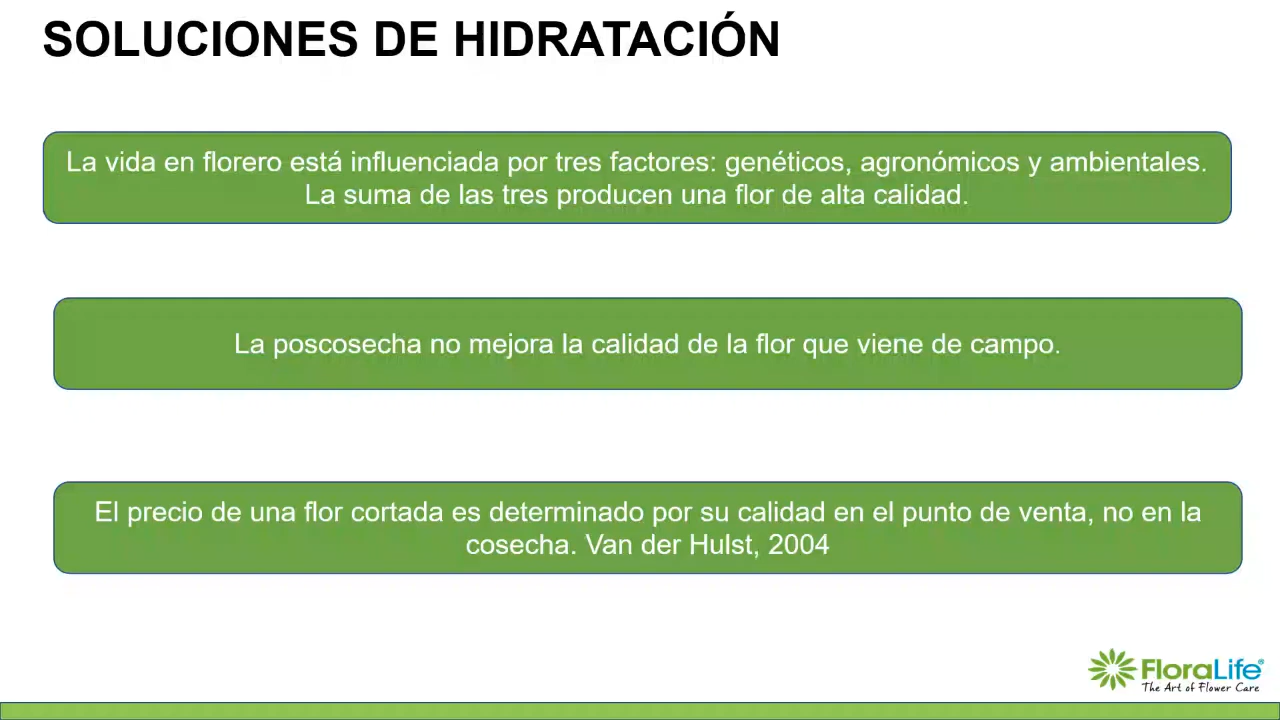 SOLUCIONES DE HIDRATACIÓN
La vida en florero está influenciada por tres factores: genéticos, agronómicos y ambientales.
La suma de las tres producen una flor de alta calidad.
La poscosecha no mejora la calidad de la flor que viene de campo.
El precio de una flor cortada es determinado por su calidad en el punto de venta, no en la
cosecha. Van der Hulst, 2004
FloraLife®
The Art of Flower Care